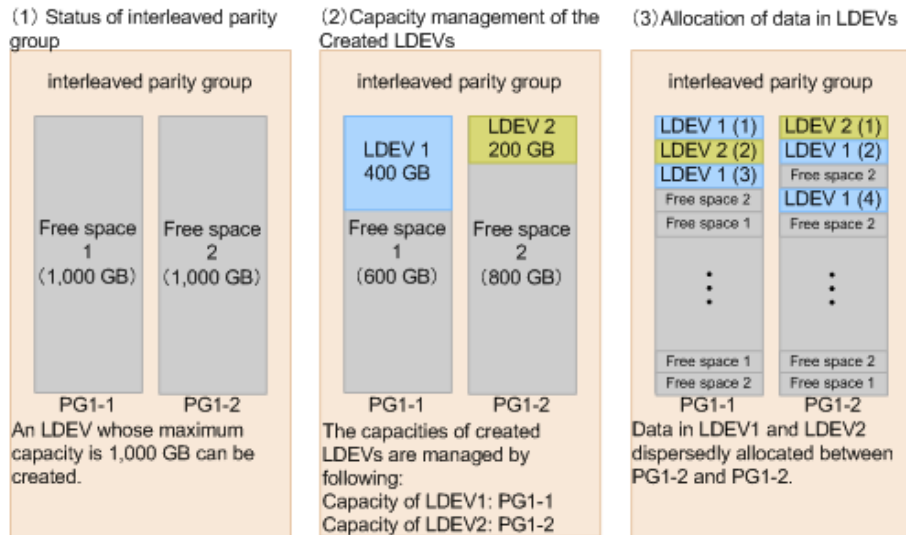 (1) Status of interleaved parity
group
interleaved parity group
Free space
1
(1,000 GB)
Free space
2
(1,000 GB)
PG1-1
PG1-2
An LDEV whose maximum
capacity is 1,000 GB can be
created.
(2)Capacity management of the
Created LDEVs
interleaved parity group
LDEV 1
400 GB
Free space
1
(600 GB)
LDEV 2
200 GB
Free space
2
(800 GB)
PG1-1
PG1-2
The capacities of created
LDEVs are managed by
following:
Capacity of LDEV1: PG1-1
Capacity of LDEV2: PG1-2
(3)Allocation of data in LDEVs
interleaved parity group
LDEV 1 (1)
LDEV 2 (2)
LDEV 1 (3)
Free space 2
Free space 1
Free space 1
Free space 2
LDEV 2 (1)
LDEV 1 (2)
Free space 2
LDEV 1 (4)
Free space 2
Free space 2
Free space 1
PG1-1
PG1-2
Data in LDEV1 and LDEV2
dispersedly allocated between
PG1-2 and PG1-2.